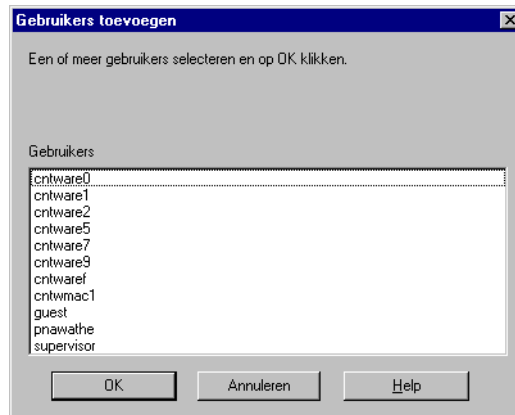 Gebruikers toevoegen
Een of meer gebruikers selecteren en op OK klikken.
Gebruikers
cntware0
cntware1
cntware2
cntware5
cntware7
cntware9
cntwaref
cntwmac1
guest
pnawathe
supervisor
OK
Annuleren
Help